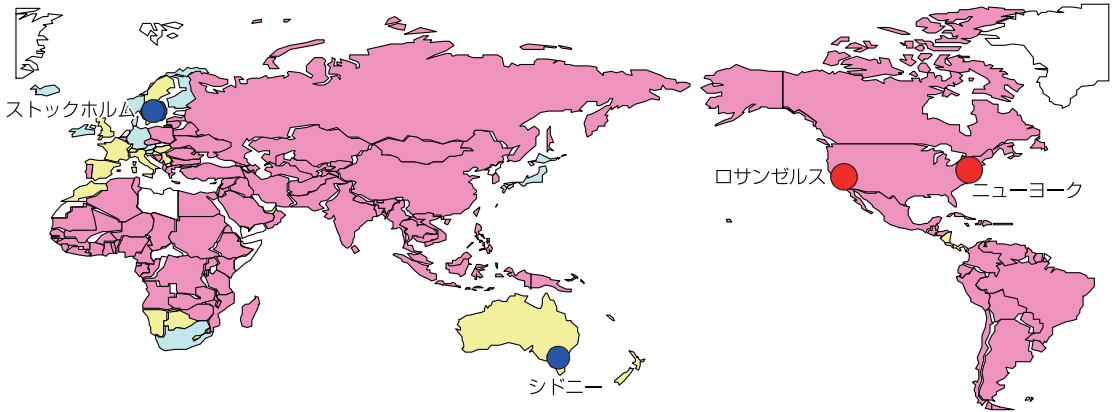 ストックホルム
ロサンゼルス
ニューヨーク
シドニー